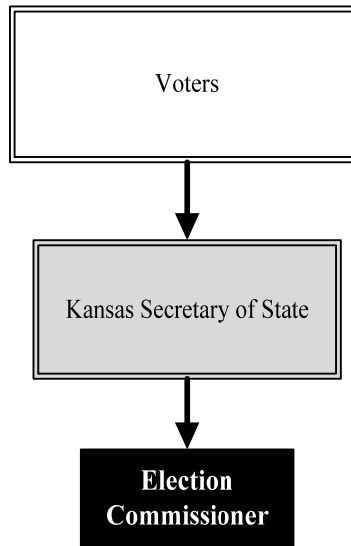 Voters
Kansas Secretary of State
Election
Commissioner